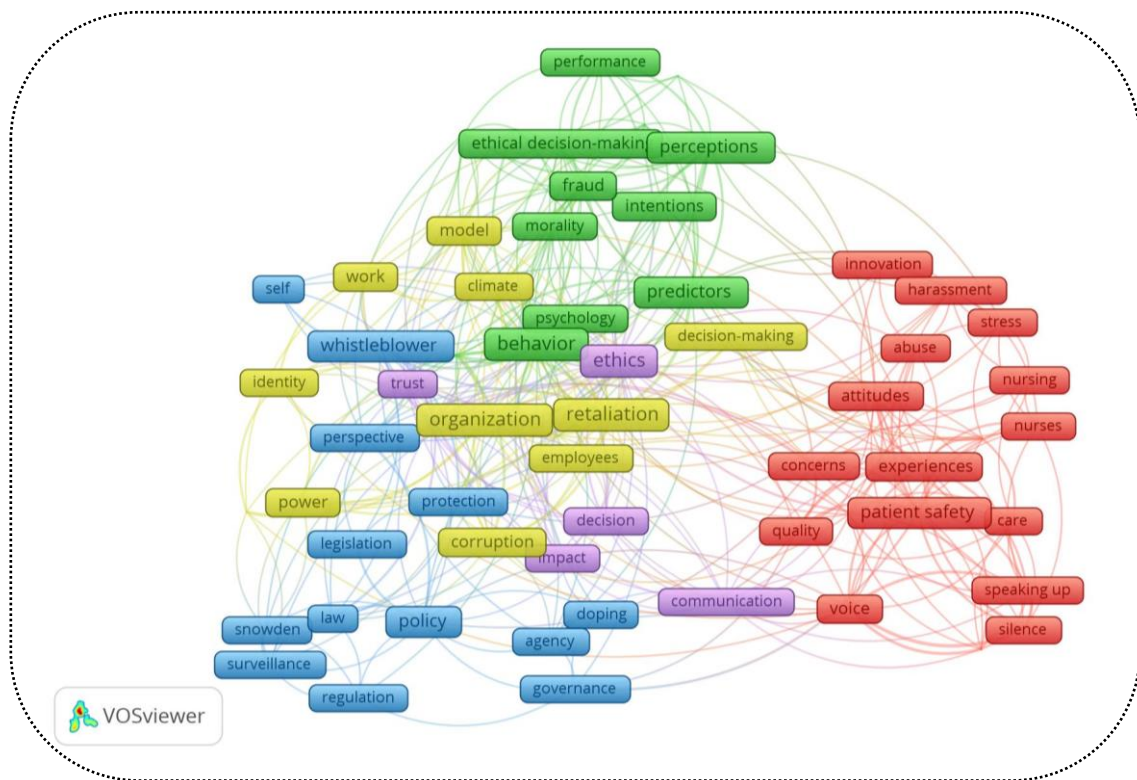 performance
ethical decision-making
perceptions
fraud
intentions
morality
model
innovation
work
climate
self
harassment
predictors
psychology
stress
decision-making
behavior
whistleblower
abuse
ethics
trust
identity
nursing
attitudes
retaliation
organization
nurses
perspective
employees
concerns
experiences
power
protection
patient safety
decision
care
quality
legislation
corruption
impact
speaking up
communication
voice
doping
law
policy
snowden
silence
agency
surveillance
governance
regulation
VOSviewer